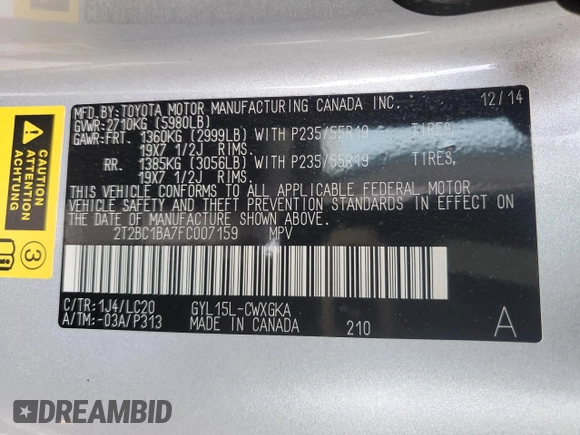 MFD.BY:TOYOTA MOTOR MANUFACTURING CANADA INC. 12/14
GVWR:2710KG (5980LB)
GAWR:FRT. 1360KG (2999LB) WITH P235/55R19 TIRES,
19X7 1/2J RIMS.
RR. 1385KG (3056LB) WITH P235/55R19 TIRES,
19X7 1/2J RIMS.
THIS VEHICLE CONFORMS TO ALL APPLICABLE FEDERAL MOTOR
VEHICLE SAFETY AND THEFT PREVENTION STANDARDS IN EFFECT ON
THE DATE OF MANUFACTURE SHOWN ABOVE.
2T2BC1BA7FC007159 MPV
C/TR:1J4/LC20 GYL15L-CWXGKA
A/TM:-03A/P313 MADE IN CANADA 210 A
CAUTION
ATTENTION
ACHTUNG
3
DREAMBID